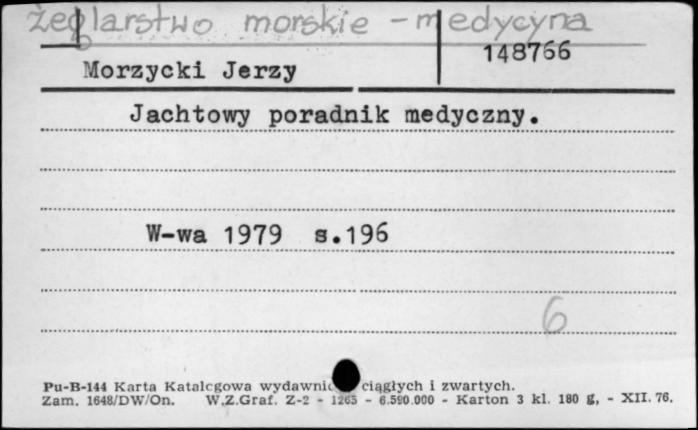 żeglarstwo morskie - medycyna
148766
Morzycki Jerzy
Jachtowy poradnik medyczny.
W-wa 1979 s.196
6
Pu-B-144 Karta Katalogowa ciągłych i zwartych.
Zam. 1648/DW/On. W.Z.Graf. Z-2 - 1265 - 6.590.000 - Karton 3 kl. 180 g, - XII. 76.